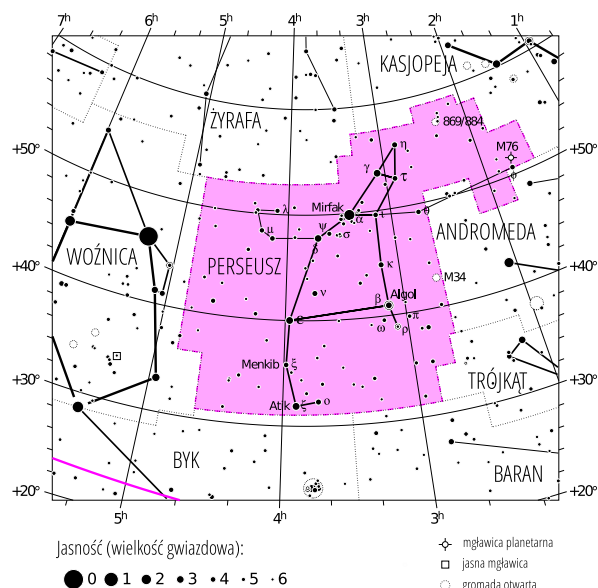 7h 6h 5h 4h 3h 2h 1h
KASJOPEJA
ŻYRAFA
869/884
+50° +50°
η
M76
γ
τ
φ
λ
Mirfak α ι θ
ψ
μ
σ
ANDROMEDA
WOŹNICA
PERSEUSZ
δ
κ
+40° +40°
M34
ν
β Algol
ε
π
ω ρ
Menkib ξ
TRÓJKĄT
+30° +30°
Atik ζ ο
BYK
BARAN
+20° +20°
5h 4h 3h
Jasność (wielkość gwiazdowa):
0 1 2 3 4 5 6
mgławica planetarna
jasna mgławica
gromada otwarta